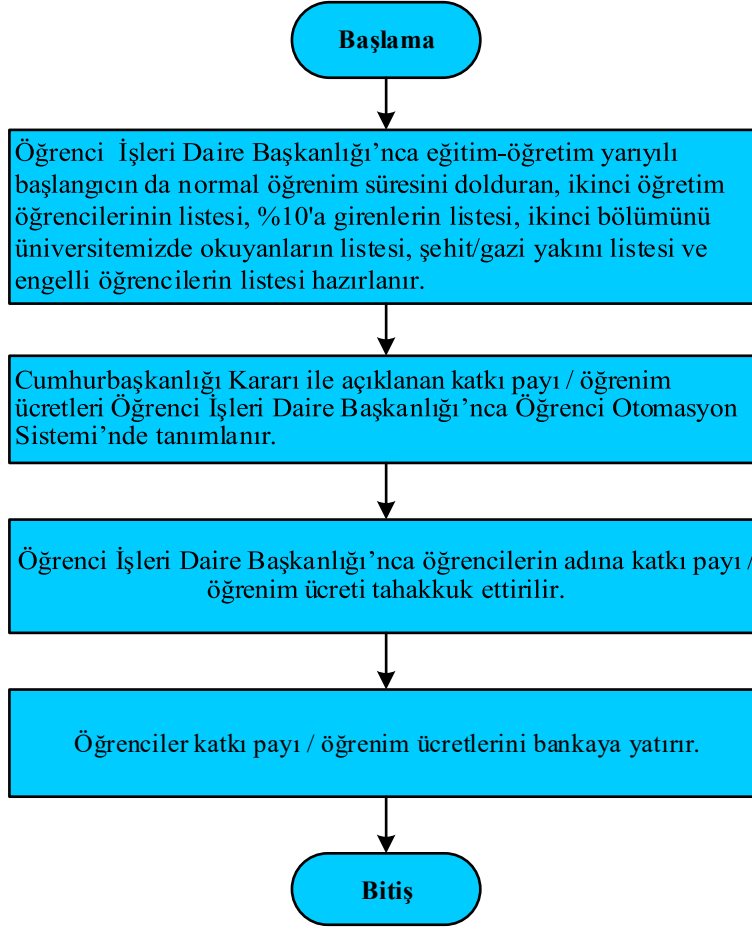 Başlama
Öğrenci İşleri Daire Başkanlığı’nca eğitim-öğretim yarıyılı
başlangıcın da normal öğrenim süresini dolduran, ikinci öğretim
öğrencilerinin listesi, %10'a girenlerin listesi, ikinci bölümünü
üniversitemizde okuyanların listesi, şehit/gazi yakını listesi ve
engelli öğrencilerin listesi hazırlanır.
Cumhurbaşkanlığı Kararı ile açıklanan katkı payı / öğrenim
ücretleri Öğrenci İşleri Daire Başkanlığı’nca Öğrenci Otomasyon
Sistemi’nde tanımlanır.
Öğrenci İşleri Daire Başkanlığı’nca öğrencilerin adına katkı payı /
öğrenim ücreti tahakkuk ettirilir.
Öğrenciler katkı payı / öğrenim ücretlerini bankaya yatırır.
Bitiş